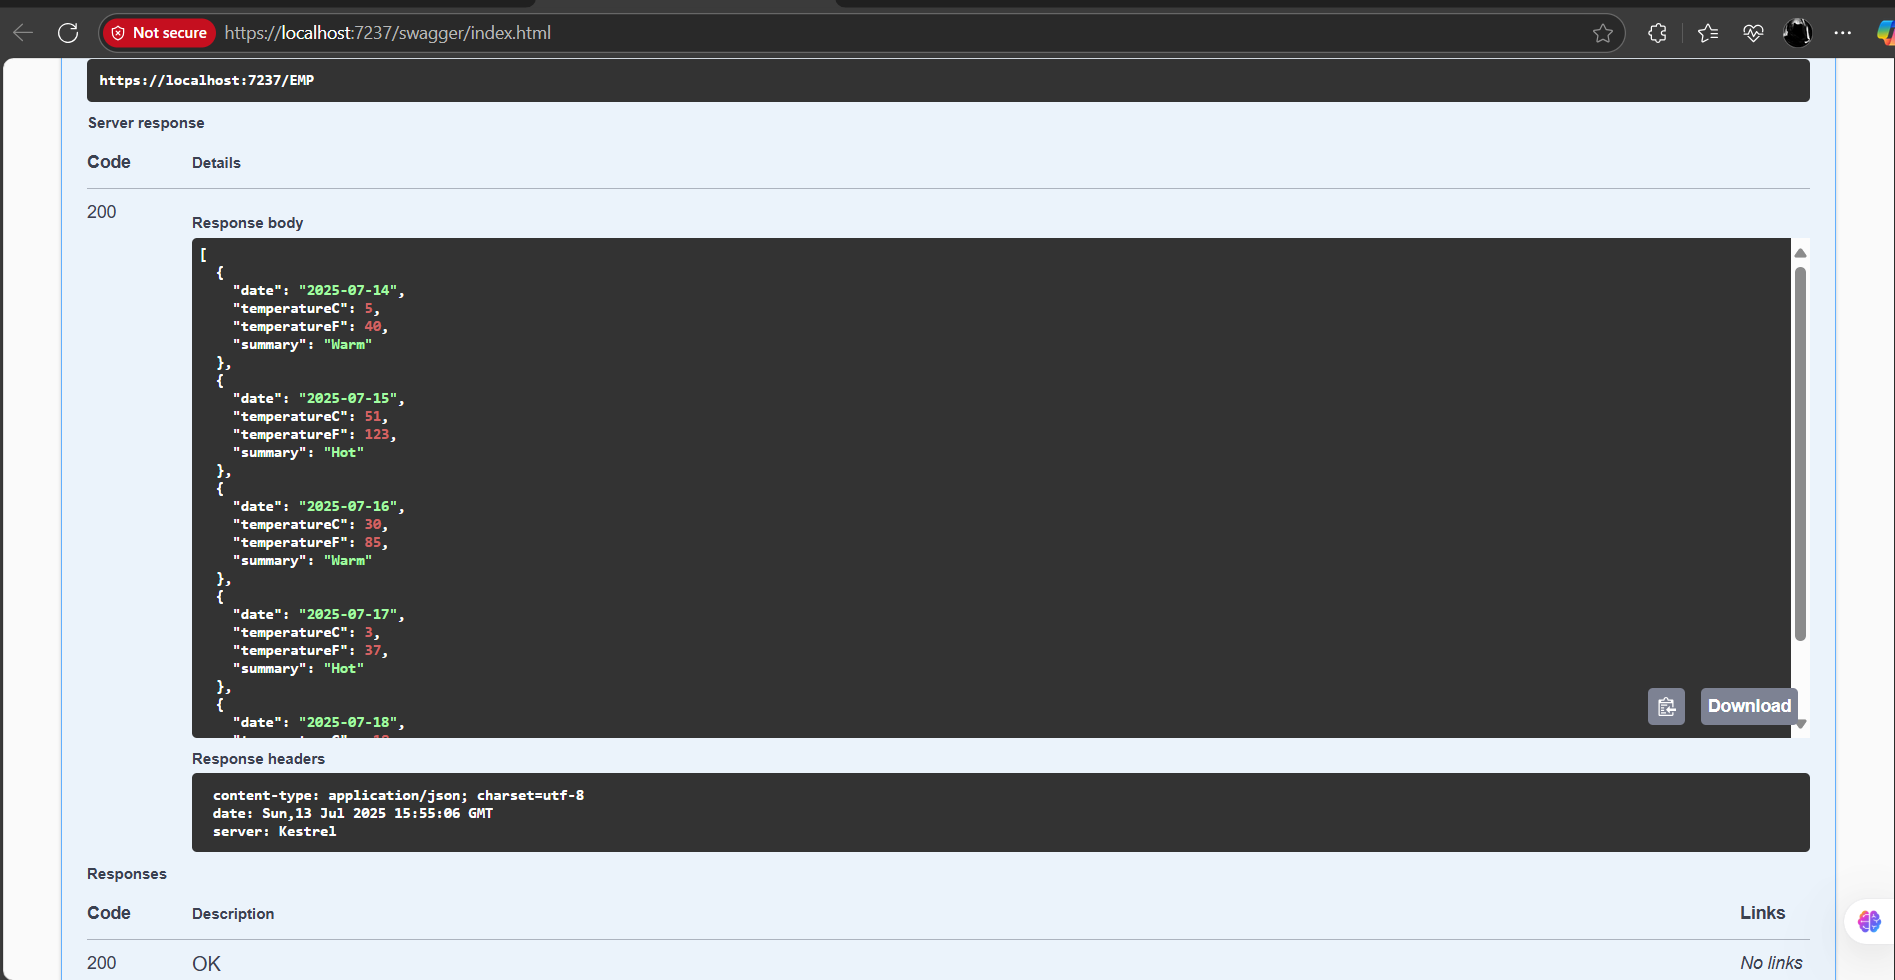 Not secure https://localhost:7237/swagger/index.html
https://localhost:7237/EMP
Server response
Code Details
200
Response body
[
  {
    "date": "2025-07-14",
    "temperatureC": 5,
    "temperatureF": 40,
    "summary": "Warm"
  },
  {
    "date": "2025-07-15",
    "temperatureC": 51,
    "temperatureF": 123,
    "summary": "Hot"
  },
  {
    "date": "2025-07-16",
    "temperatureC": 30,
    "temperatureF": 85,
    "summary": "Warm"
  },
  {
    "date": "2025-07-17",
    "temperatureC": 3,
    "temperatureF": 37,
    "summary": "Hot"
  },
  {
    "date": "2025-07-18",
Download
Response headers
content-type: application/json; charset=utf-8
date: Sun,13 Jul 2025 15:55:06 GMT
server: Kestrel
Responses
Code Description Links
200 OK No links